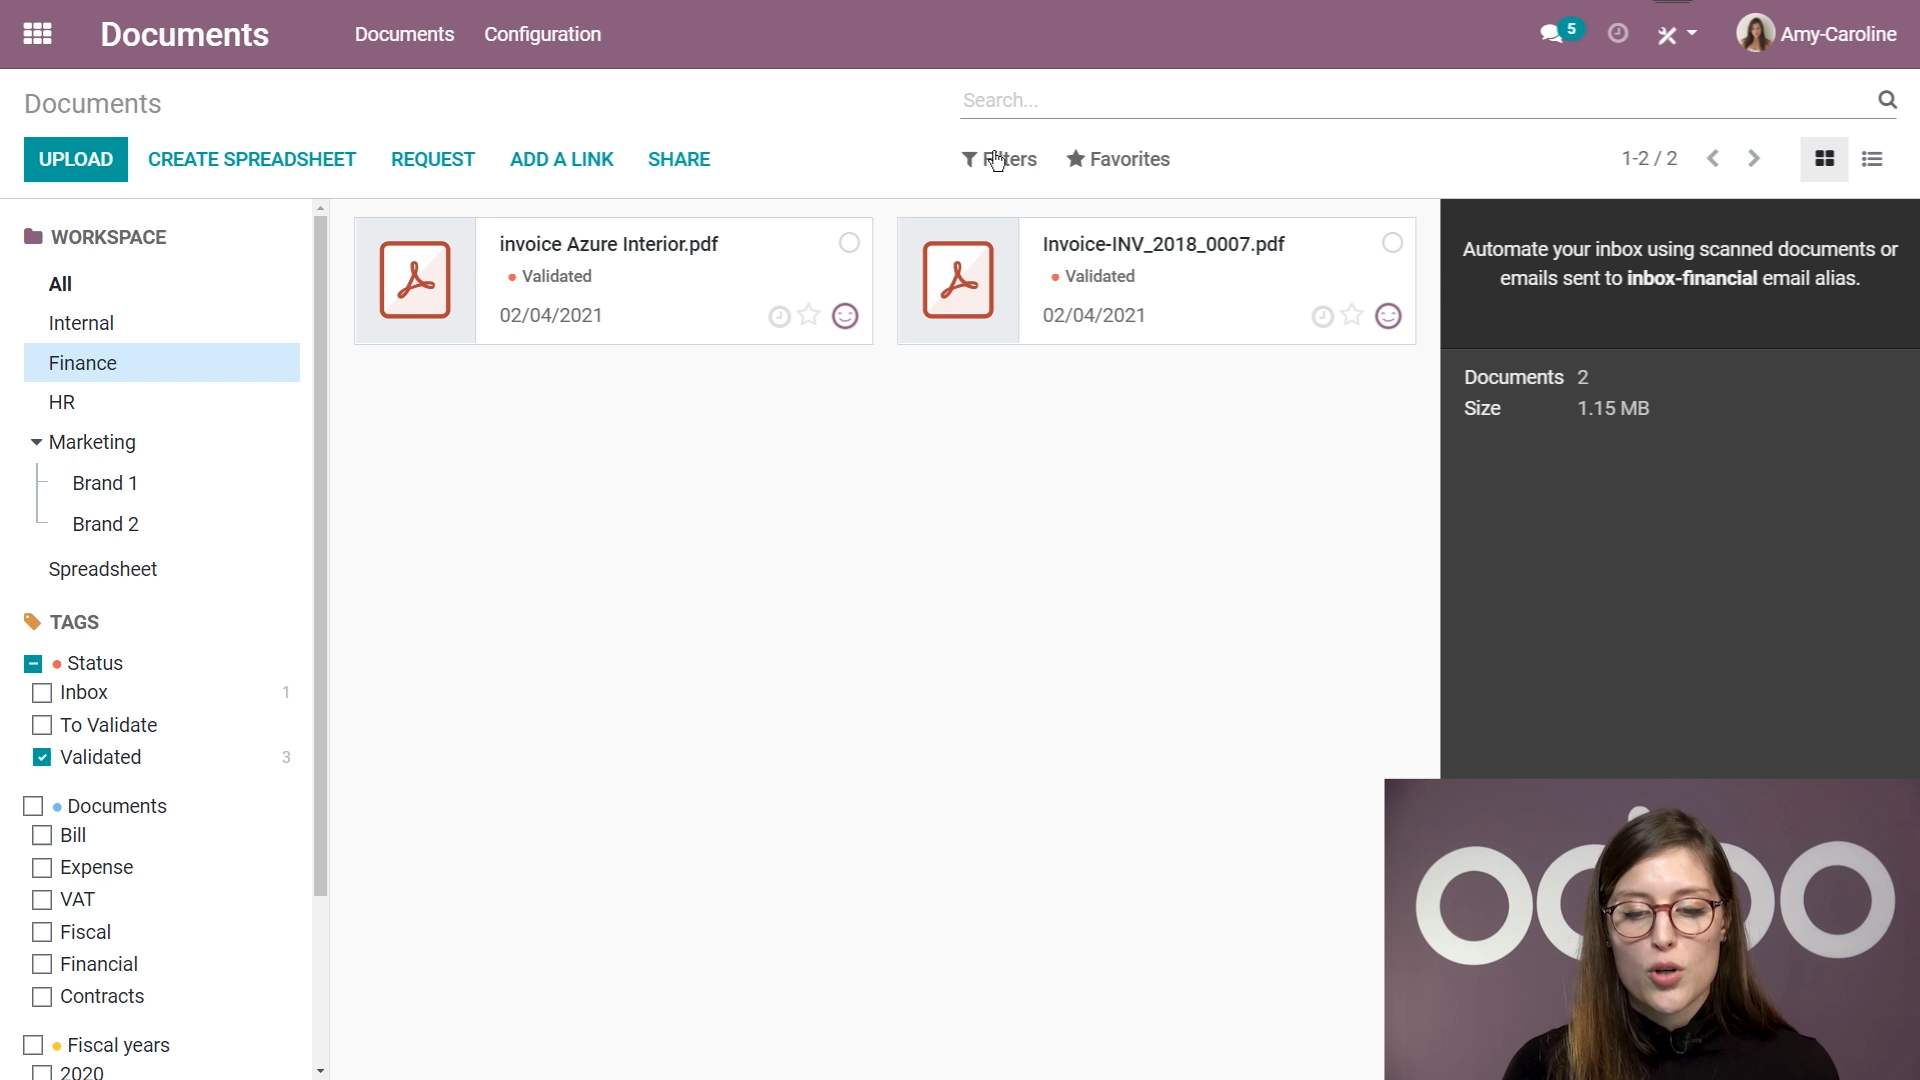 Documents
Documents
Configuration
5
Amy-Caroline
Documents
Search...
UPLOAD
CREATE SPREADSHEET
REQUEST
ADD A LINK
SHARE
Filters
Favorites
1-2 / 2
WORKSPACE
All
Internal
Finance
HR
Marketing
Brand 1
Brand 2
Spreadsheet
TAGS
Status
Inbox 1
To Validate
Validated 3
Documents
Bill
Expense
VAT
Fiscal
Financial
Contracts
Fiscal years
2020
invoice Azure Interior.pdf
Validated
02/04/2021
Invoice-INV_2018_0007.pdf
Validated
02/04/2021
Automate your inbox using scanned documents or
emails sent to inbox-financial email alias.
Documents 2
Size 1.15 MB
odoo